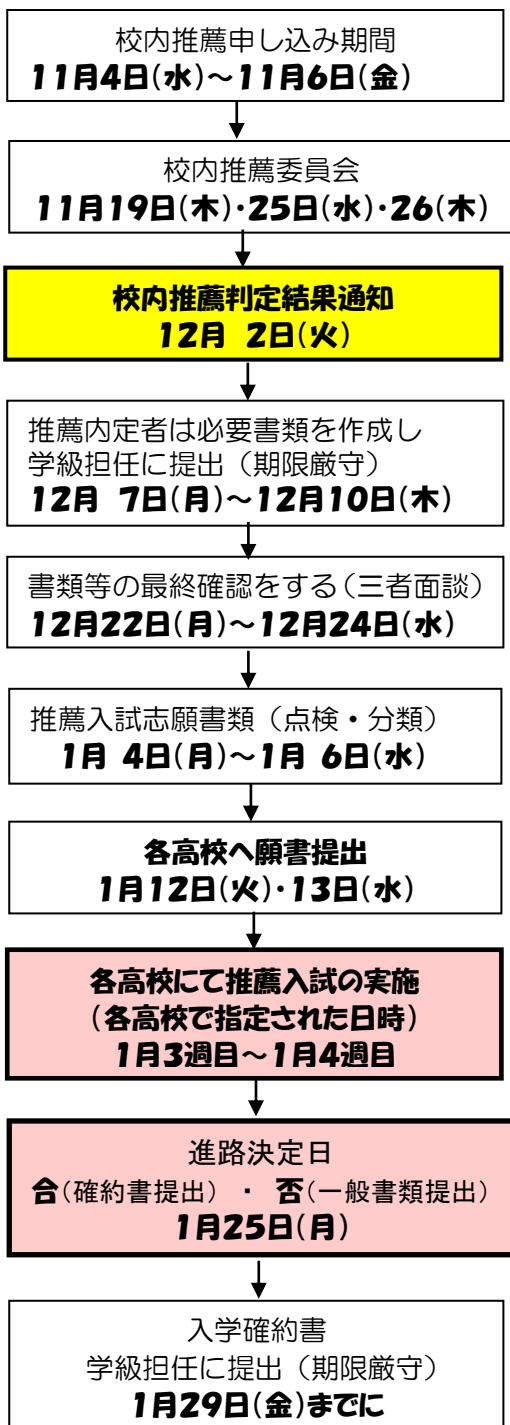 校内推薦申し込み期間
11月4日(水)～11月6日(金)
校内推薦委員会
11月19日(木)・25日(水)・26(木)
校内推薦判定結果通知
12月 2日(火)
推薦内定者は必要書類を作成し
学級担任に提出（期限厳守）
12月 7日(月)～12月10日(木)
書類等の最終確認をする（三者面談）
12月22日(月)～12月24日(水)
推薦入試志願書類（点検・分類）
1月 4日(月)～1月 6日(水)
各高校へ願書提出
1月12日(火)・13日(水)
各高校にて推薦入試の実施
（各高校で指定された日時）
1月3週目～1月4週目
進路決定日
合（確約書提出） ・ 否（一般書類提出）
1月25日(月)
入学確約書
学級担任に提出（期限厳守）
1月29日(金)までに